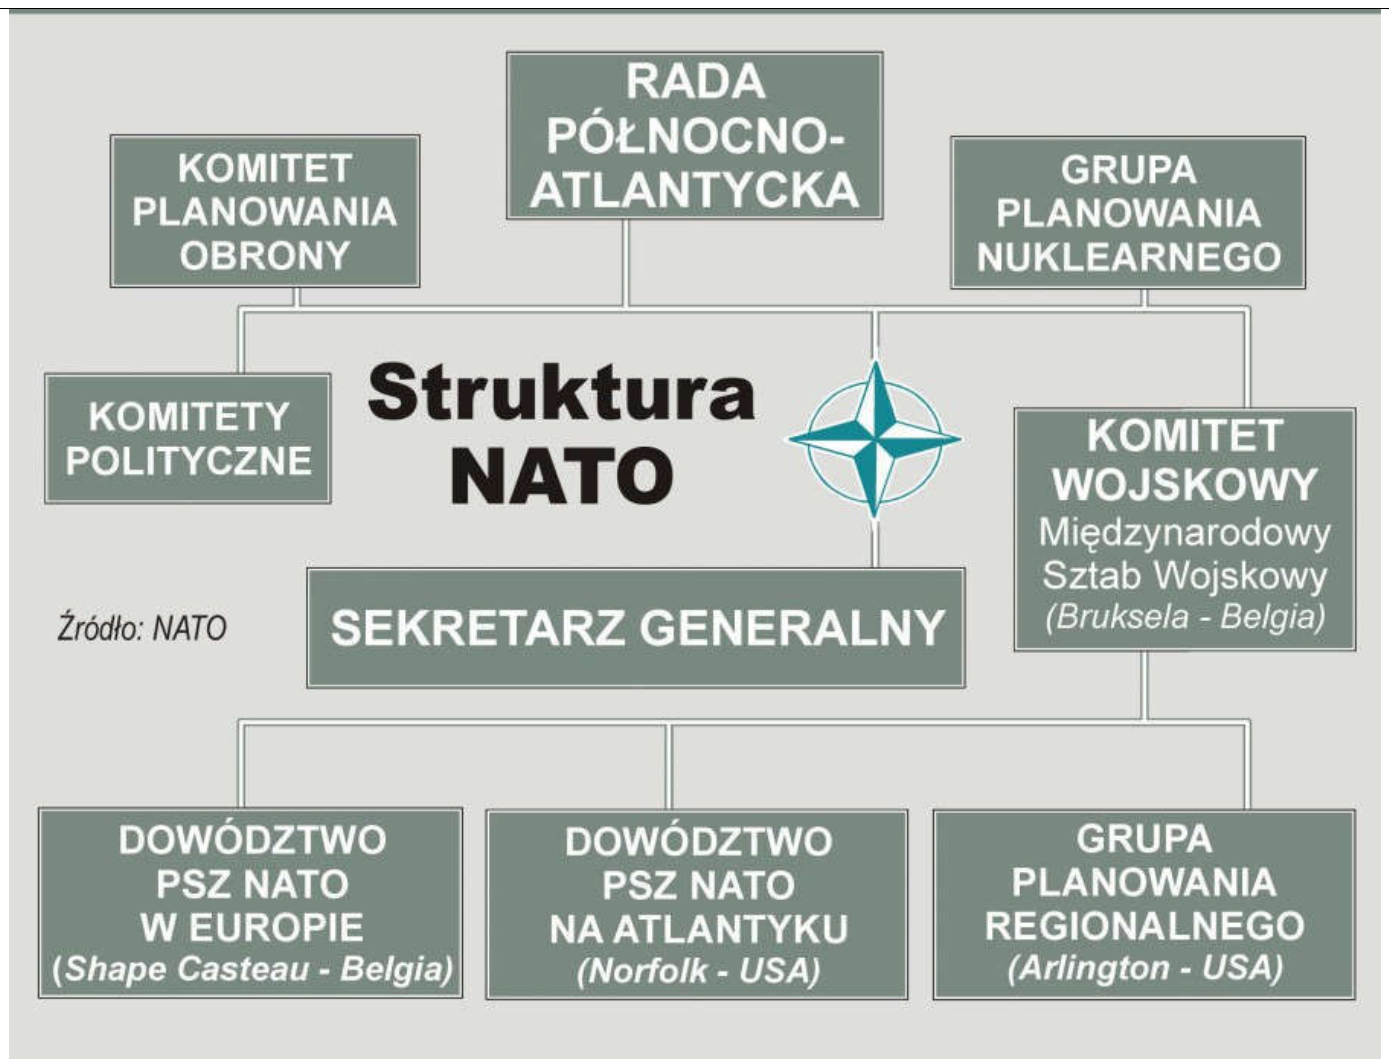 RADA
PÓŁNOCNO-
ATLANTYCKA
KOMITET
PLANOWANIA
OBRONY
GRUPA
PLANOWANIA
NUKLEARNEGO
KOMITETY
POLITYCZNE
Struktura
NATO
KOMITET
WOJSKOWY
Międzynarodowy
Sztab Wojskowy
(Bruksela - Belgia)
Źródło: NATO
SEKRETARZ GENERALNY
DOWÓDZTWO
PSZ NATO
W EUROPIE
(Shape Casteau - Belgia)
DOWÓDZTWO
PSZ NATO
NA ATLANTYKU
(Norfolk - USA)
GRUPA
PLANOWANIA
REGIONALNEGO
(Arlington - USA)